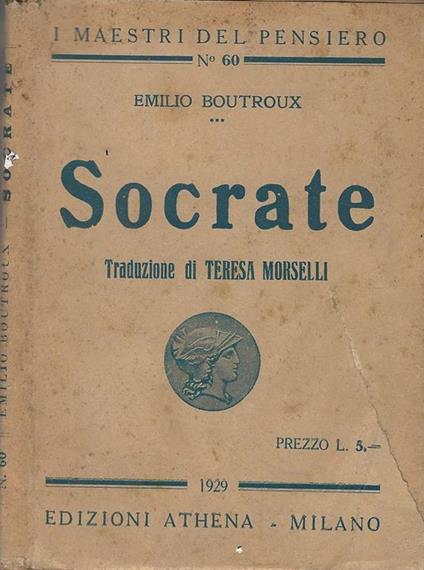 I MAESTRI DEL PENSIERO
Nº 60
EMILIO BOUTROUX
...
Socrate
Traduzione di TERESA MORSELLI
PREZZO L. 5.=
1929
EDIZIONI ATHENA - MILANO
N. 60 EMILIO BOUTROUX - SOCRATE